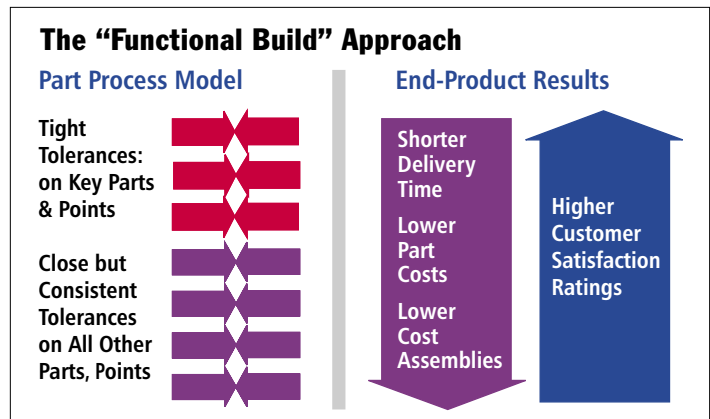 The “Functional Build” Approach
Part Process Model
Tight
Tolerances:
on Key Parts
& Points
Close but
Consistent
Tolerances
on All Other
Parts, Points
End-Product Results
Shorter
Delivery
Time
Lower
Part
Costs
Lower
Cost
Assemblies
Higher
Customer
Satisfaction
Ratings